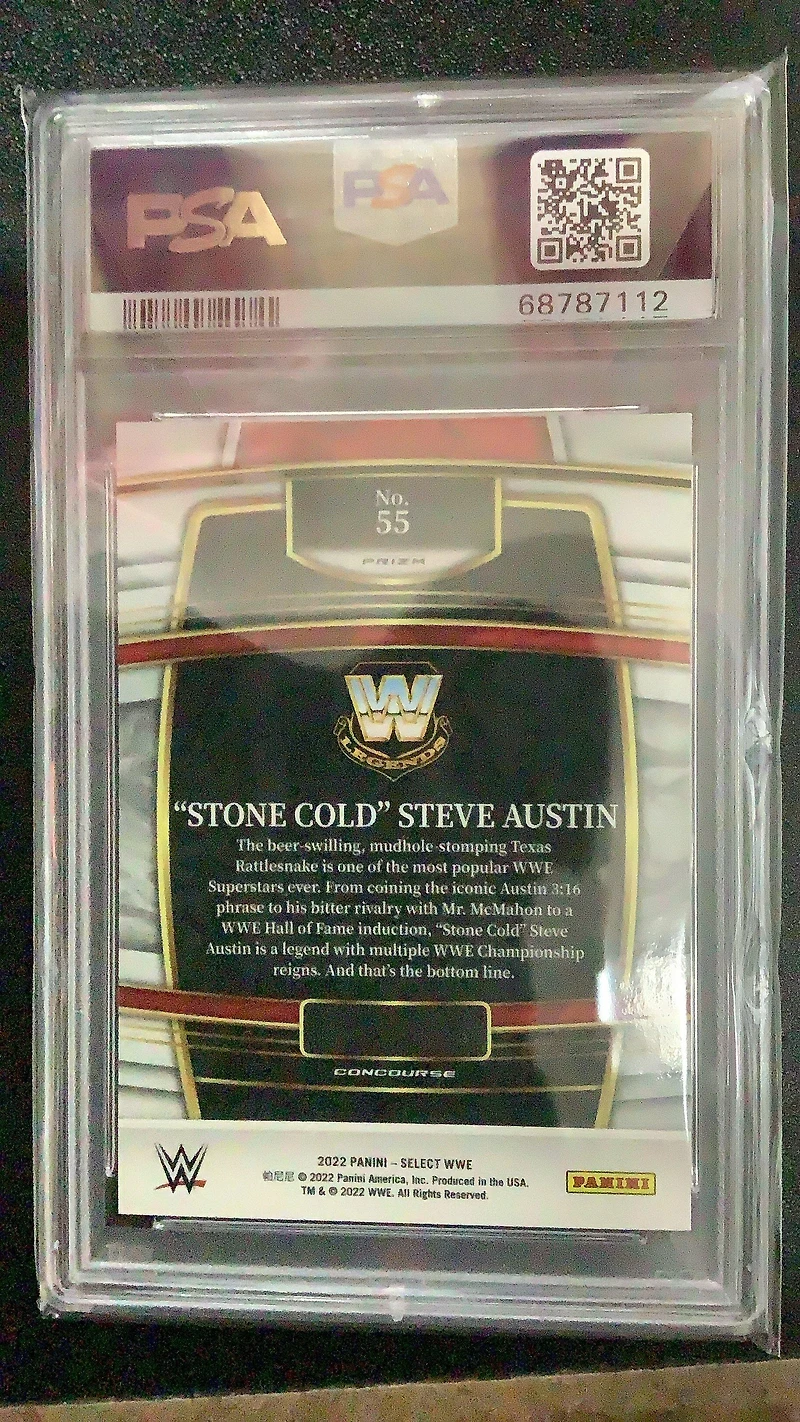 PSA
PSA
68787112
No.
55
PRIZM
W
LEGENDS
“STONE COLD” STEVE AUSTIN
The beer-swilling, mudhole-stomping Texas
Rattlesnake is one of the most popular WWE
Superstars ever. From coining the iconic Austin 3:16
phrase to his bitter rivalry with Mr. McMahon to a
WWE Hall of Fame induction, “Stone Cold” Steve
Austin is a legend with multiple WWE Championship
reigns. And that’s the bottom line.
CONCOURSE
W
2022 PANINI – SELECT WWE
帕尼尼 © 2022 Panini America, Inc. Produced in the USA.
TM & © 2022 WWE. All Rights Reserved.
PANINI